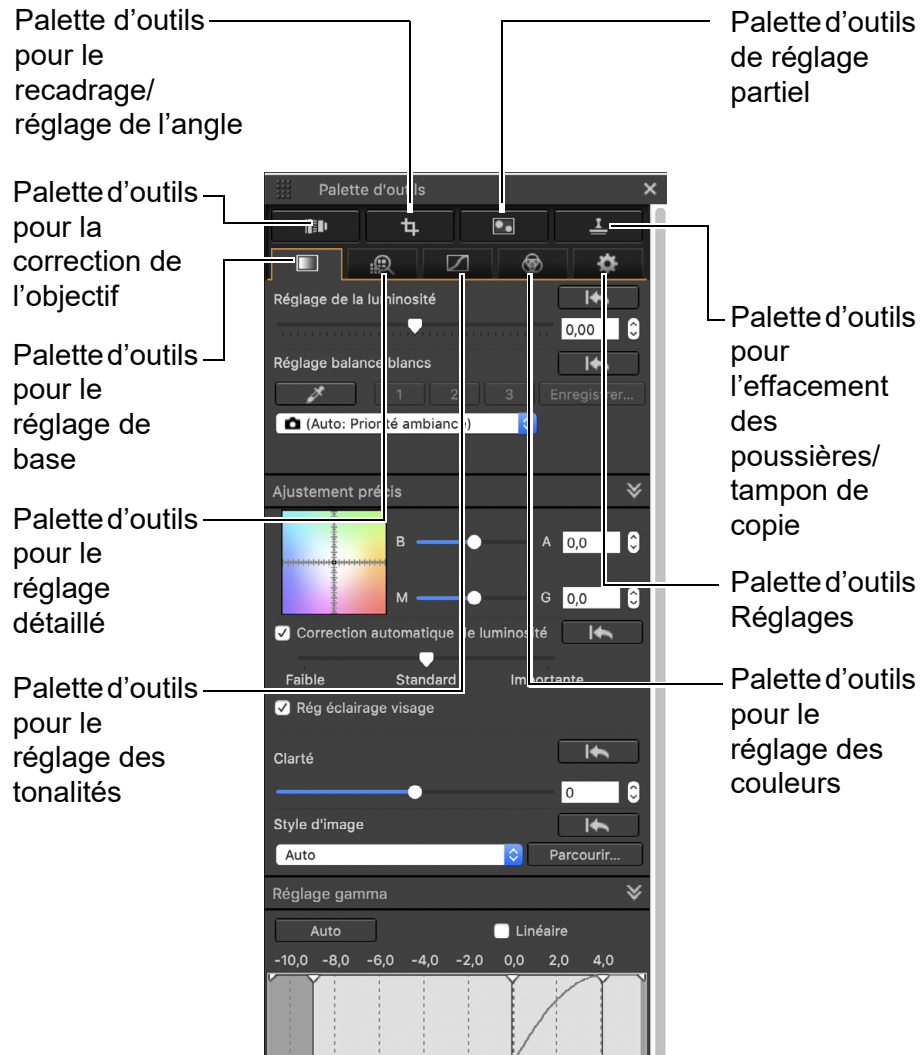 Palette d'outils
pour le
recadrage/
réglage de l'angle
Palette d'outils
de réglage
partiel
Palette d'outils
pour la
correction de
l'objectif
Palette d'outils
pour le
réglage de
base
Palette d'outils
pour le
réglage
détaillé
Palette d'outils
pour le
réglage des
tonalités
Palette d'outils
Réglage de la luminosité
0,00
Réglage balance blancs
1 2 3 Enregistrer...
(Auto: Priorité ambiance)
Ajustement précis
B A 0,0
M G 0,0
Correction automatique de luminosité
Faible Standard Importante
Rég éclairage visage
Clarté
0
Style d'image
Auto Parcourir...
Réglage gamma
Auto Linéaire
-10,0 -8,0 -6,0 -4,0 -2,0 0,0 2,0 4,0
Palette d'outils
pour
l'effacement
des
poussières/
tampon de
copie
Palette d'outils
Réglages
Palette d'outils
pour le
réglage des
couleurs